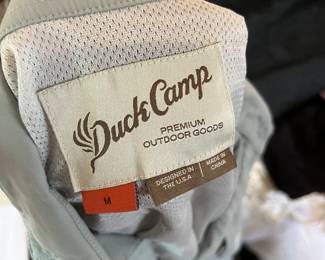 Duck Camp
PREMIUM
OUTDOOR GOODS
M
DESIGNED IN
THE U.S.A
MADE IN
CHINA